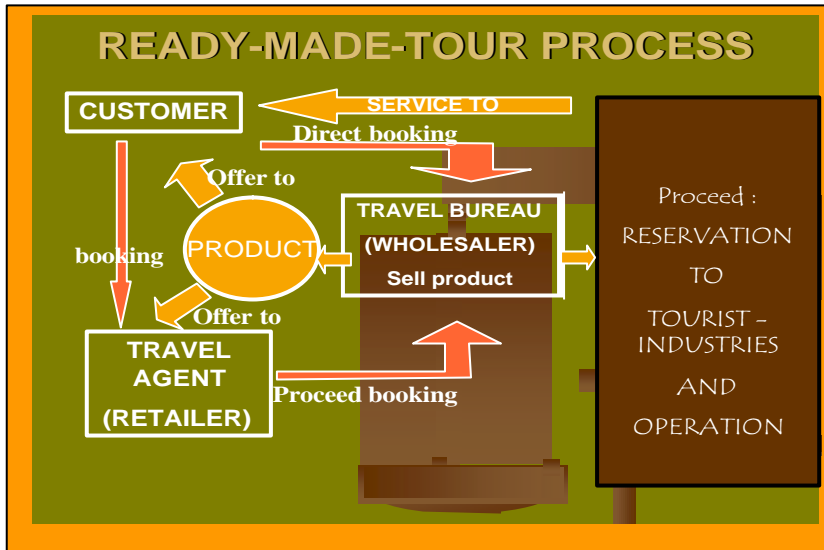 READY-MADE-TOUR PROCESS
CUSTOMER
SERVICE TO
Direct booking
Offer to
PRODUCT
booking
Offer to
TRAVEL BUREAU
(WHOLESALER)
Sell product
TRAVEL
AGENT
(RETAILER)
Proceed booking
Proceed :
RESERVATION
TO
TOURIST –
INDUSTRIES
AND
OPERATION